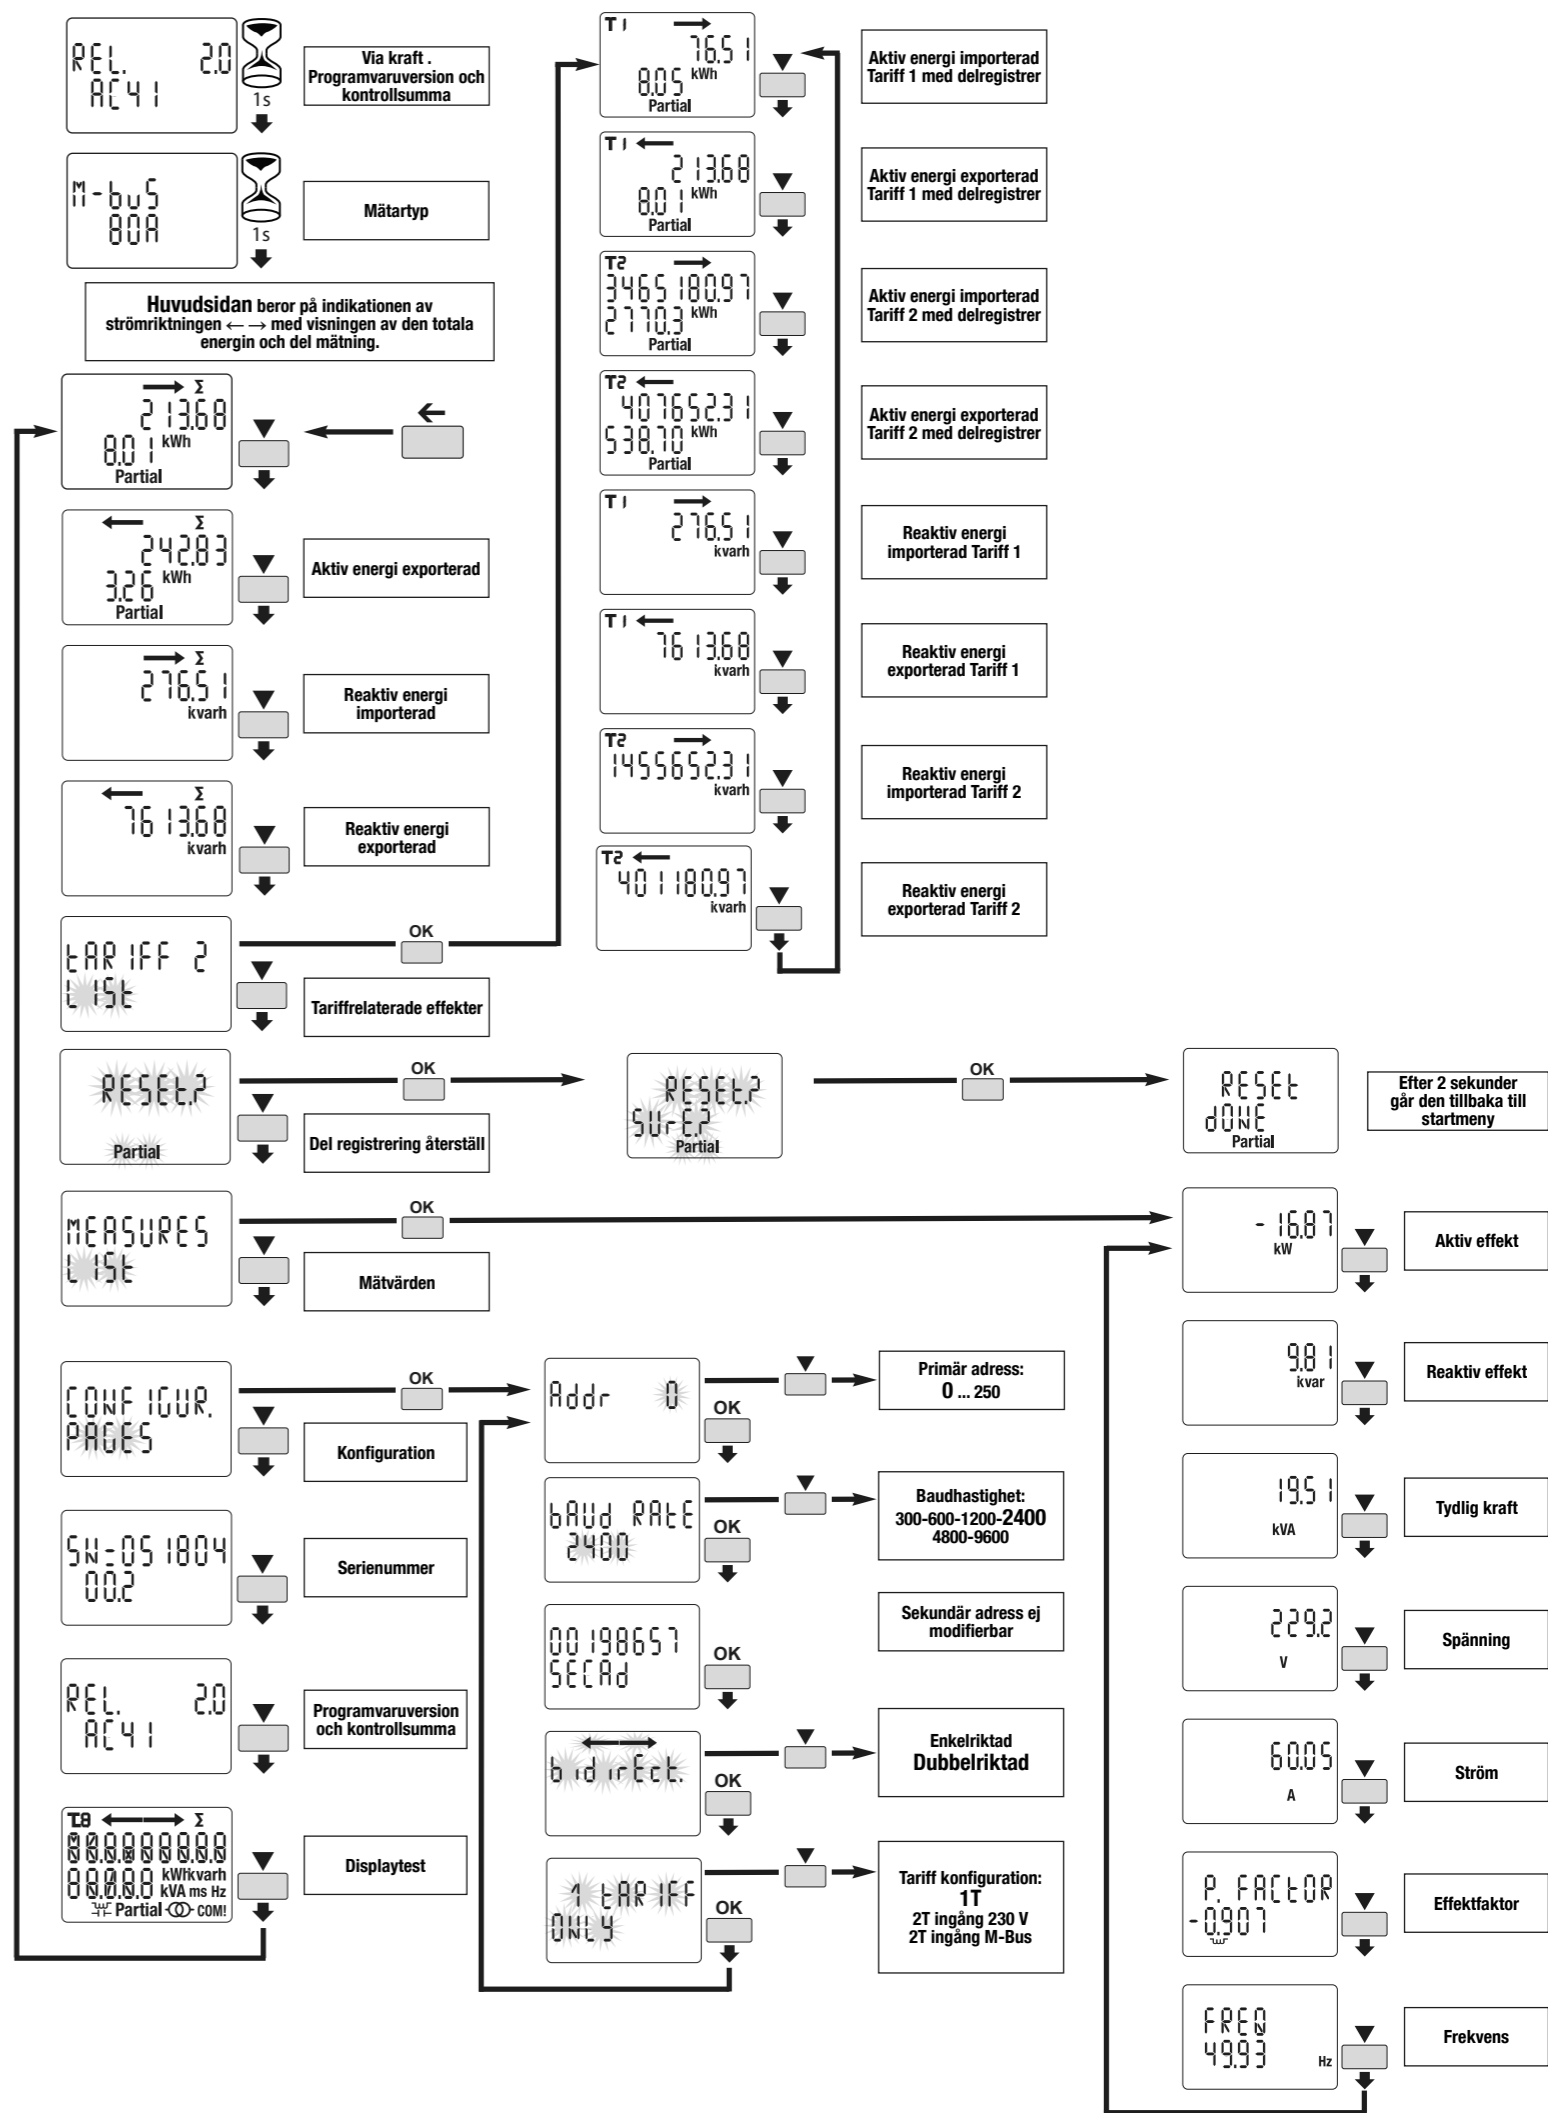 REL. 2.0
AC41
1s
Via kraft .
Programvaruversion och
kontrollsumma
M-buS
80A
1s
Mätartyp
Huvudsidan beror på indikationen av
strömriktningen ←→ med visningen av den totala
energin och del mätning.
→ Σ
213.68
8.01 kWh
Partial
←
← Σ
242.83
3.26 kWh
Partial
Aktiv energi exporterad
→ Σ
276.51
kvarh
Reaktiv energi
importerad
← Σ
7613.68
kvarh
Reaktiv energi
exporterad
tARIFF 2
LISt
OK
Tariffrelaterade effekter
T1 →
76.51
8.05 kWh
Partial
Aktiv energi importerad
Tariff 1 med delregistrer
T1 ←
213.68
8.01 kWh
Partial
Aktiv energi exporterad
Tariff 1 med delregistrer
T2 →
3465180.97
2770.3 kWh
Partial
Aktiv energi importerad
Tariff 2 med delregistrer
T2 ←
407652.31
538.70 kWh
Partial
Aktiv energi exporterad
Tariff 2 med delregistrer
T1 →
276.51
kvarh
Reaktiv energi
importerad Tariff 1
T1 ←
7613.68
kvarh
Reaktiv energi
exporterad Tariff 1
T2 →
1455652.31
kvarh
Reaktiv energi
importerad Tariff 2
T2 ←
401180.97
kvarh
Reaktiv energi
exporterad Tariff 2
RESEt.?
Partial
OK
Del registrering återställ
RESEt.?
SUrE.?
Partial
OK
RESEt
dONE
Partial
Efter 2 sekunder
går den tillbaka till
startmeny
MEASURES
LISt
OK
Mätvärden
-16.87
kW
Aktiv effekt
9.81
kvar
Reaktiv effekt
19.51
kVA
Tydlig kraft
229.2
V
Spänning
60.05
A
Ström
P. FACtOR
-0.907
Effektfaktor
FREQ
49.93 Hz
Frekvens
CONFIGUR.
PAGES
OK
Konfiguration
Addr 0
OK
Primär adress:
0 ... 250
bAUd RAtE
2400
OK
Baudhastighet:
300-600-1200-2400
4800-9600
00198657
SECAd
OK
Sekundär adress ej
modifierbar
←→
bidirEct.
OK
Enkelriktad
Dubbelriktad
1 tARIFF
ONLY
OK
Tariff konfiguration:
1T
2T ingång 230 V
2T ingång M-Bus
SN-051804
00.2
Serienummer
REL. 2.0
AC41
Programvaruversion
och kontrollsumma
T.8 ←→ Σ
kWhkvarh
kVA ms Hz
Partial COM!
Displaytest